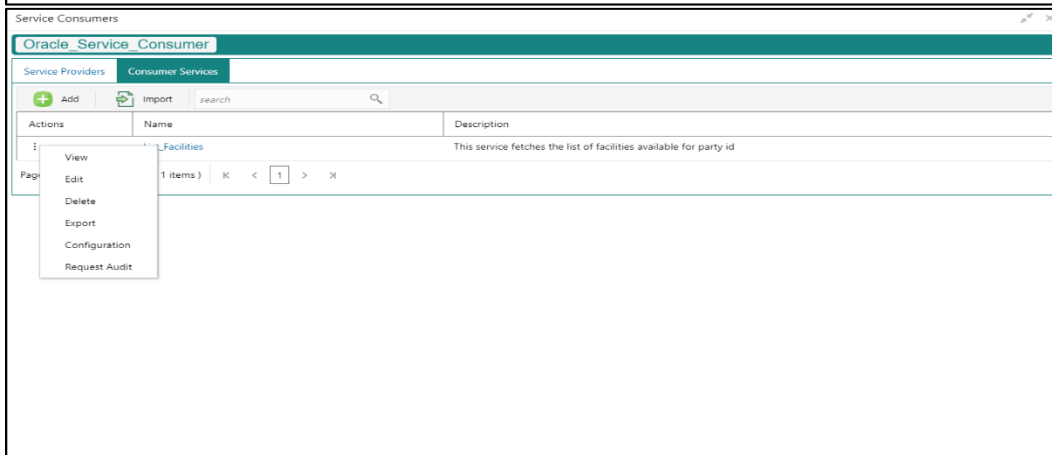 Service Consumers
Oracle_Service_Consumer
Service Providers Consumer Services
Add Import search
Actions Name Description
_Facilities This service fetches the list of facilities available for party id
View
Edit
1 items ) K < 1 > >|
Delete
Export
Configuration
Request Audit